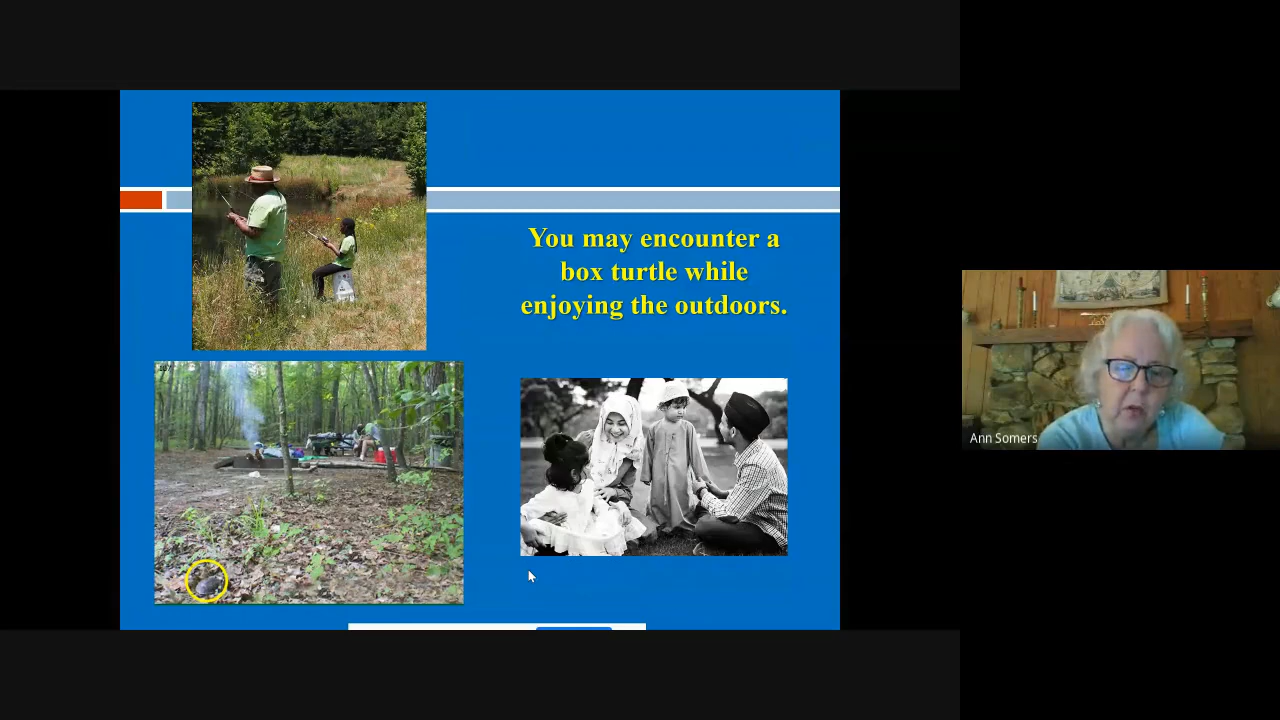 You may encounter a
box turtle while
enjoying the outdoors.
Ann Somers